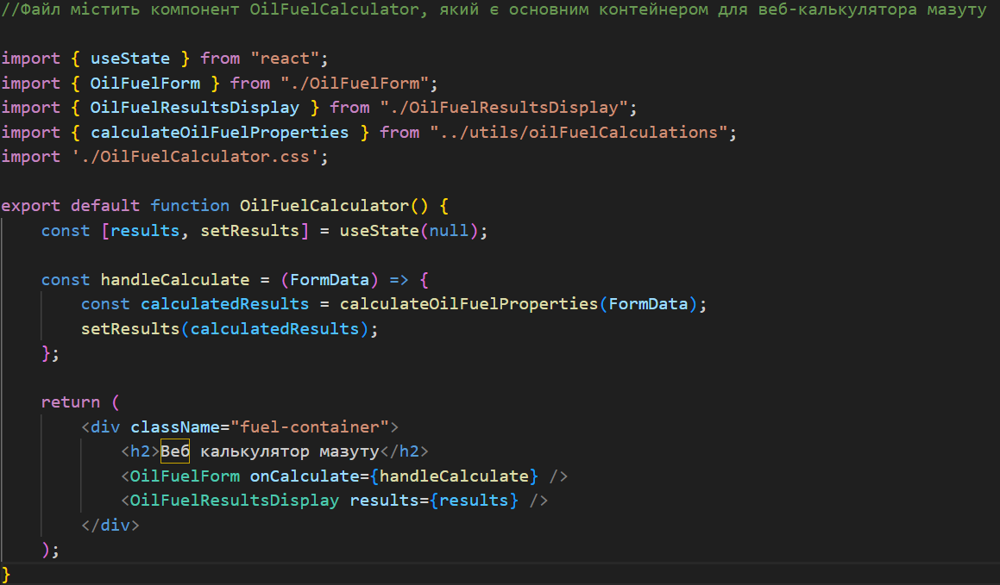 //Файл містить компонент OilFuelCalculator, який є основним контейнером для веб-калькулятора мазуту
import { useState } from "react";
import { OilFuelForm } from "./OilFuelForm";
import { OilFuelResultsDisplay } from "./OilFuelResultsDisplay";
import { calculateOilFuelProperties } from "../utils/oilFuelCalculations";
import './OilFuelCalculator.css';
export default function OilFuelCalculator() {
    const [results, setResults] = useState(null);
    const handleCalculate = (FormData) => {
        const calculatedResults = calculateOilFuelProperties(FormData);
        setResults(calculatedResults);
    };
    return (
        <div className="fuel-container">
            <h2>Веб калькулятор мазуту</h2>
            <OilFuelForm onCalculate={handleCalculate} />
            <OilFuelResultsDisplay results={results} />
        </div>
    );
}